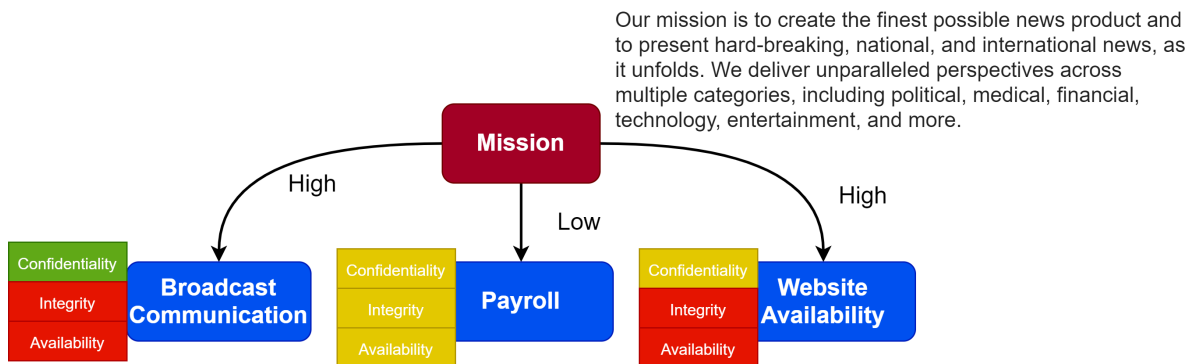 Our mission is to create the finest possible news product and
to present hard-breaking, national, and international news, as
it unfolds. We deliver unparalleled perspectives across
multiple categories, including political, medical, financial,
technology, entertainment, and more.
Mission
High
Low
High
Confidentiality
Integrity
Availability
Broadcast
Communication
Confidentiality
Integrity
Availability
Payroll
Confidentiality
Integrity
Availability
Website
Availability